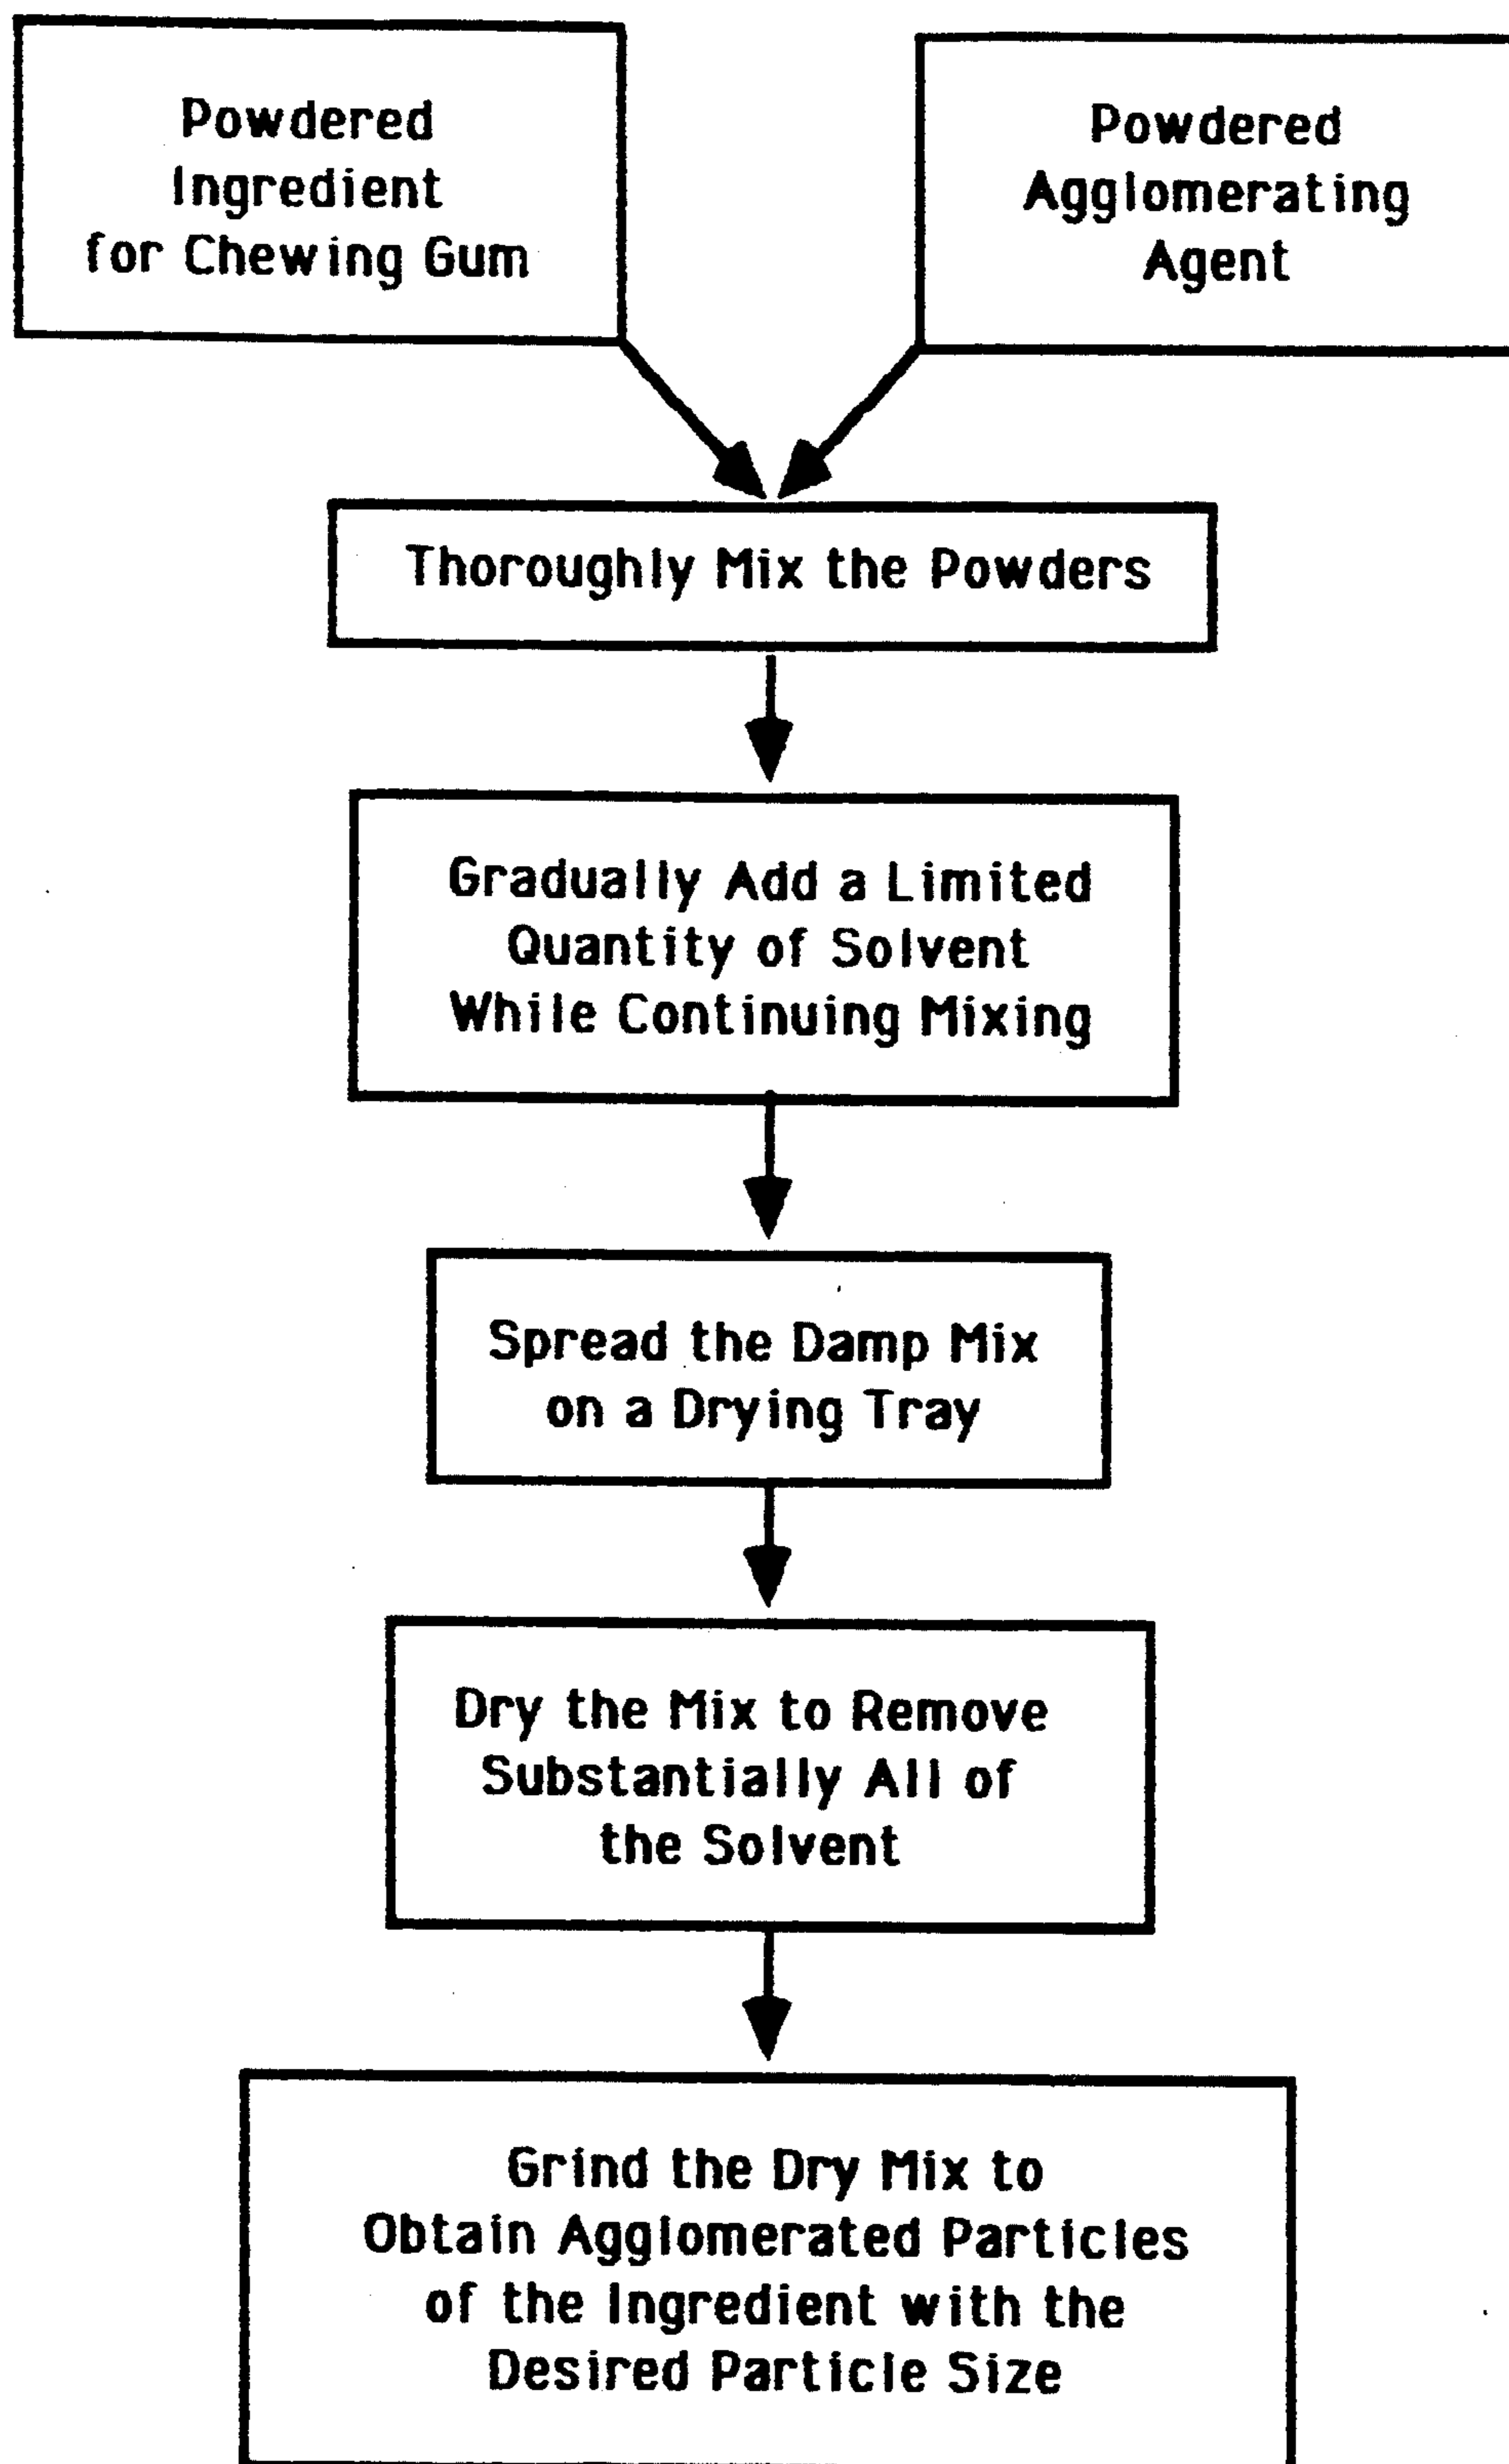 Powdered
Ingredient
for Chewing Gum
Powdered
Agglomerating
Agent
Thoroughly Mix the Powders
Gradually Add a Limited
Quantity of Solvent
While Continuing Mixing
Spread the Damp Mix
on a Drying Tray
Dry the Mix to Remove
Substantially All of
the Solvent
Grind the Dry Mix to
Obtain Agglomerated Particles
of the Ingredient with the
Desired Particle Size